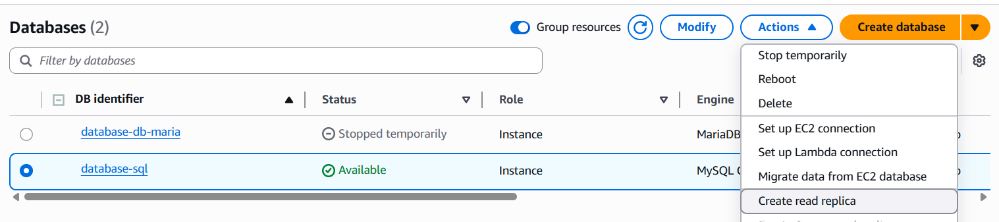 Databases (2) Group resources Modify Actions Create database
Filter by databases
Stop temporarily
Reboot
Delete
Set up EC2 connection
Set up Lambda connection
Migrate data from EC2 database
Create read replica
DB identifier Status Role Engine
database-db-maria Stopped temporarily Instance MariaDB
database-sql Available Instance MySQL